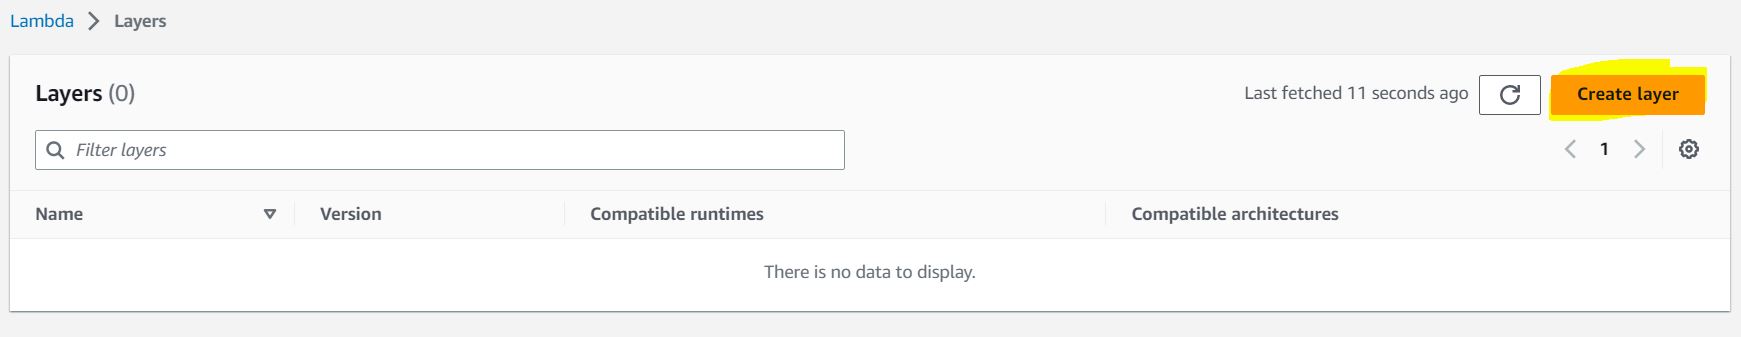 Lambda > Layers
Layers (0)
Last fetched 11 seconds ago
Create layer
Filter layers
1
Name Version Compatible runtimes Compatible architectures
There is no data to display.